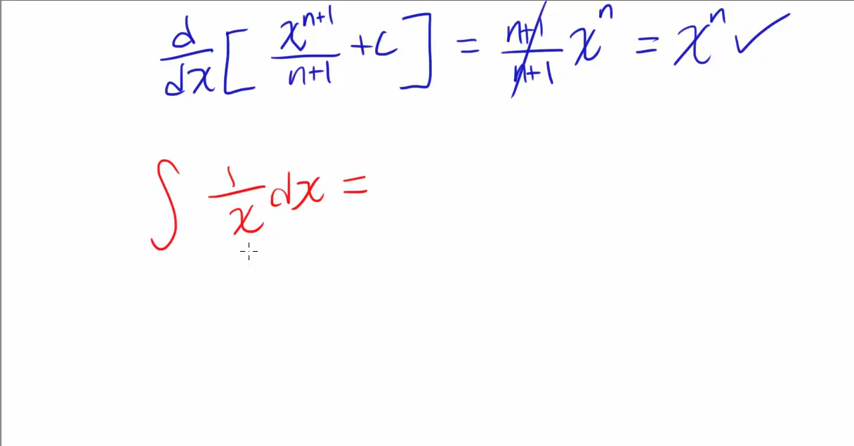 d/dx [ x^{n+1}/n+1 + C ] = n+1/n+1 x^n = x^n ✓
∫ 1/x dx =